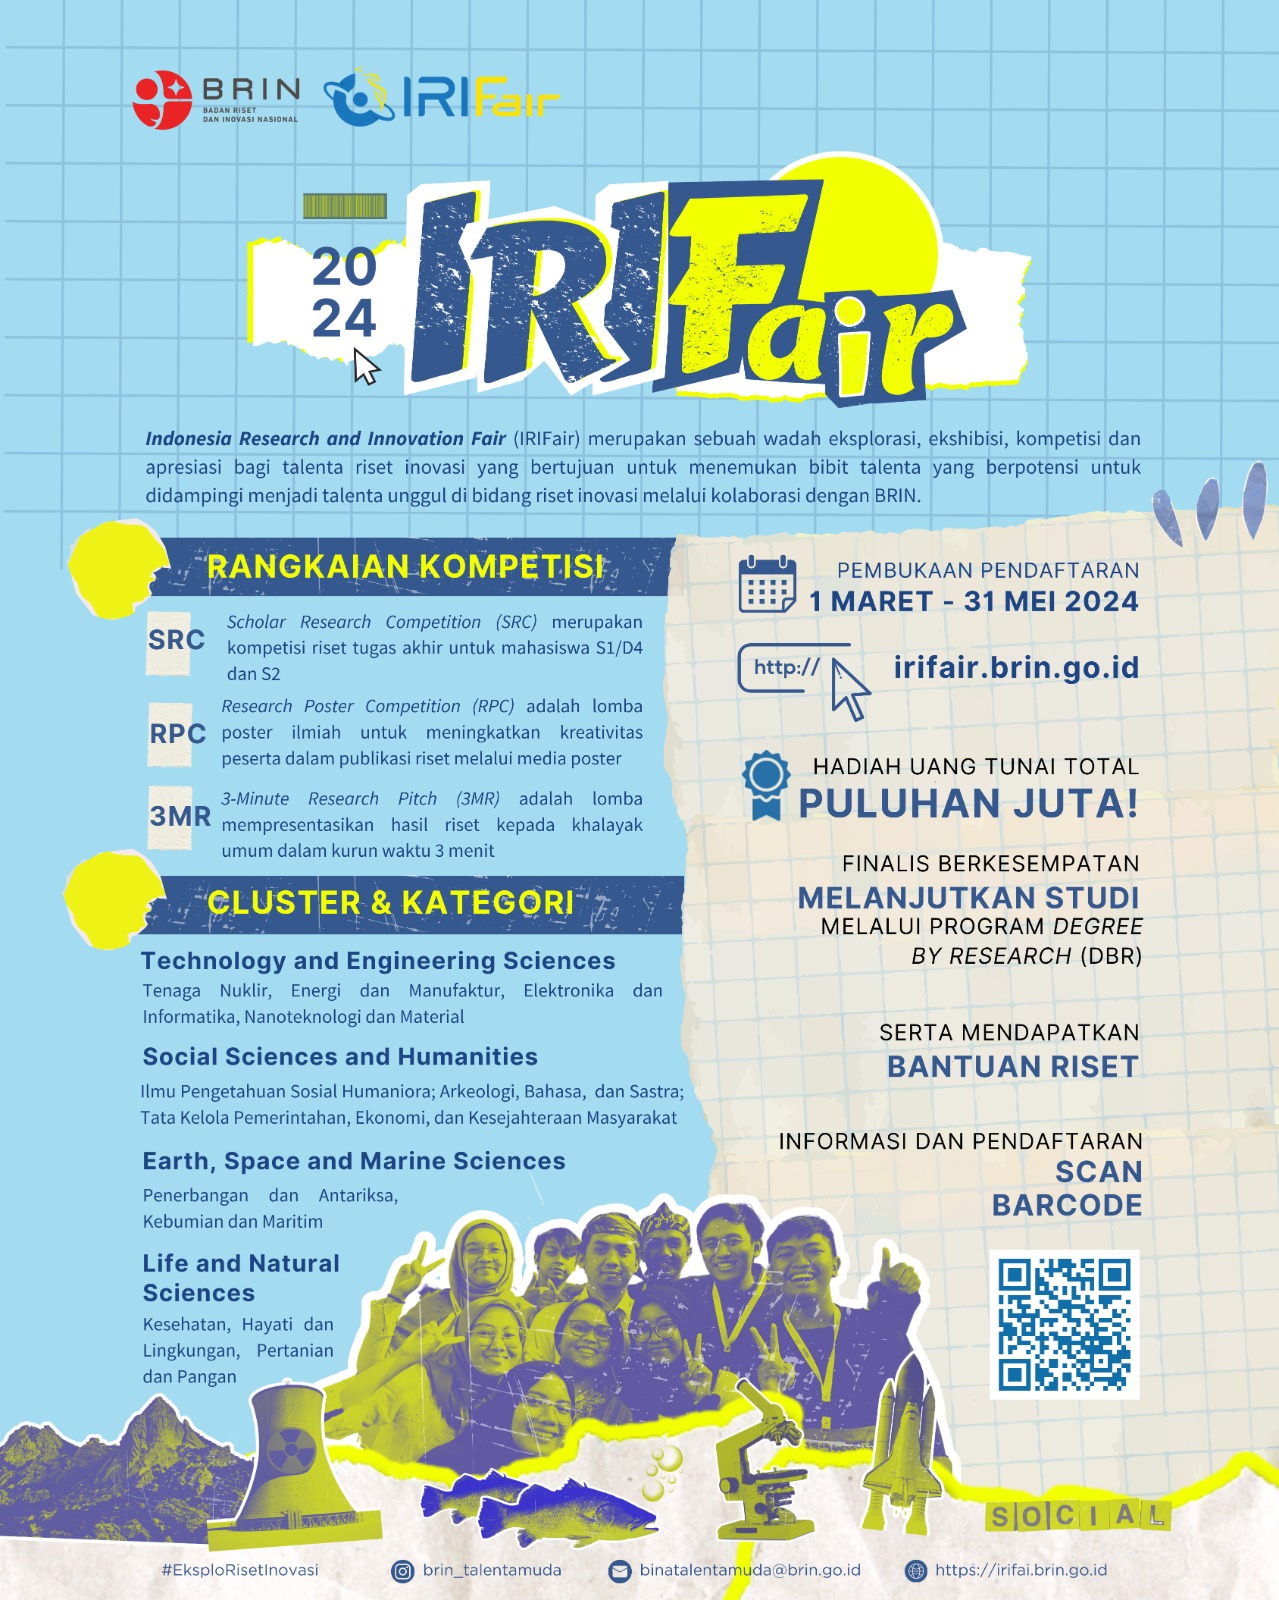 BRIN
BADAN RISET
DAN INOVASI NASIONAL
IRIFair
20
24
IRIFair
Indonesia Research and Innovation Fair (IRIFair) merupakan sebuah wadah eksplorasi, ekshibisi, kompetisi dan
apresiasi bagi talenta riset inovasi yang bertujuan untuk menemukan bibit talenta yang berpotensi untuk
didampingi menjadi talenta unggul di bidang riset inovasi melalui kolaborasi dengan BRIN.
RANGKAIAN KOMPETISI
SRC
Scholar Research Competition (SRC) merupakan
kompetisi riset tugas akhir untuk mahasiswa S1/D4
dan S2
RPC
Research Poster Competition (RPC) adalah lomba
poster ilmiah untuk meningkatkan kreativitas
peserta dalam publikasi riset melalui media poster
3MR
3-Minute Research Pitch (3MR) adalah lomba
mempresentasikan hasil riset kepada khalayak
umum dalam kurun waktu 3 menit
CLUSTER & KATEGORI
Technology and Engineering Sciences
Tenaga Nuklir, Energi dan Manufaktur, Elektronika dan
Informatika, Nanoteknologi dan Material
Social Sciences and Humanities
Ilmu Pengetahuan Sosial Humaniora; Arkeologi, Bahasa, dan Sastra;
Tata Kelola Pemerintahan, Ekonomi, dan Kesejahteraan Masyarakat
Earth, Space and Marine Sciences
Penerbangan dan Antariksa,
Kebumian dan Maritim
Life and Natural
Sciences
Kesehatan, Hayati dan
Lingkungan, Pertanian
dan Pangan
PEMBUKAAN PENDAFTARAN
1 MARET - 31 MEI 2024
http://
irifair.brin.go.id
HADIAH UANG TUNAI TOTAL
PULUHAN JUTA!
FINALIS BERKESEMPATAN
MELANJUTKAN STUDI
MELALUI PROGRAM DEGREE
BY RESEARCH (DBR)
SERTA MENDAPATKAN
BANTUAN RISET
INFORMASI DAN PENDAFTARAN
SCAN
BARCODE
SOCIAL
#EksploRisetInovasi
brin_talentamuda
binatalentamuda@brin.go.id
https://irifai.brin.go.id